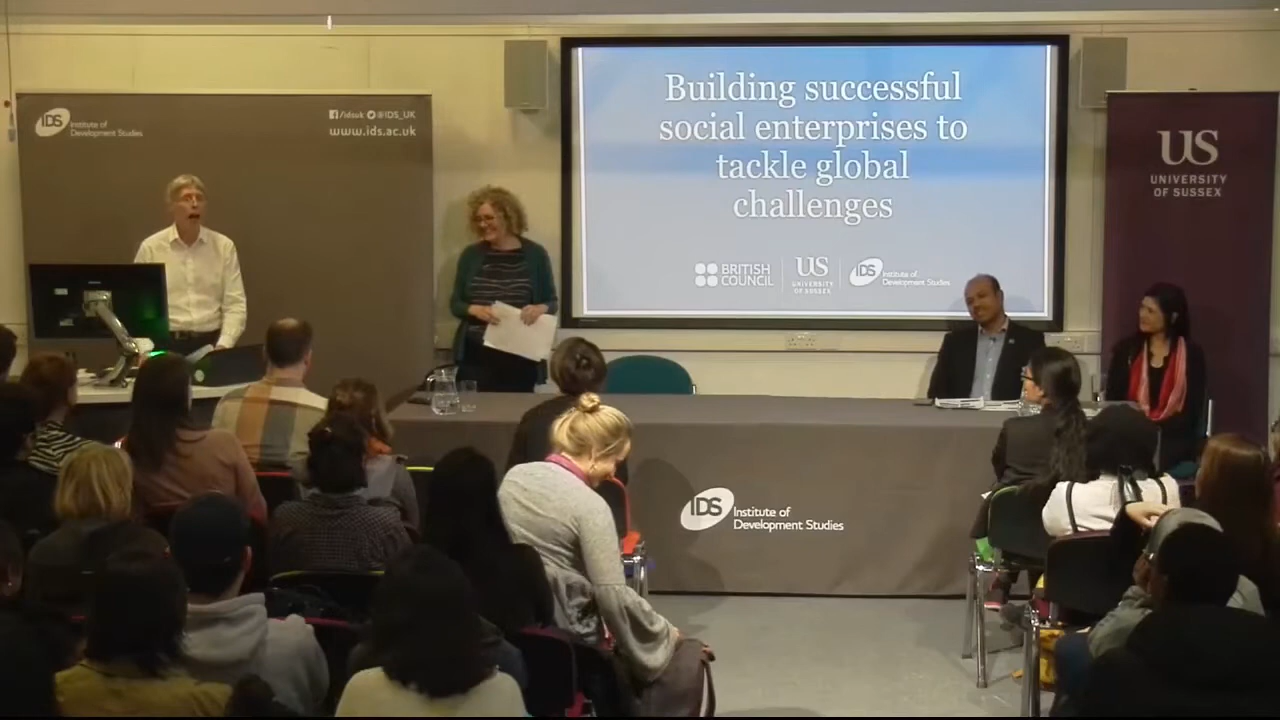 IDS Institute of
Development Studies
/idsuk @IDS_UK
www.ids.ac.uk
Building successful
social enterprises to
tackle global
challenges
BRITISH
COUNCIL
US
UNIVERSITY
OF SUSSEX
IDS Institute of
Development Studies
US
UNIVERSITY
OF SUSSEX
IDS Institute of
Development Studies